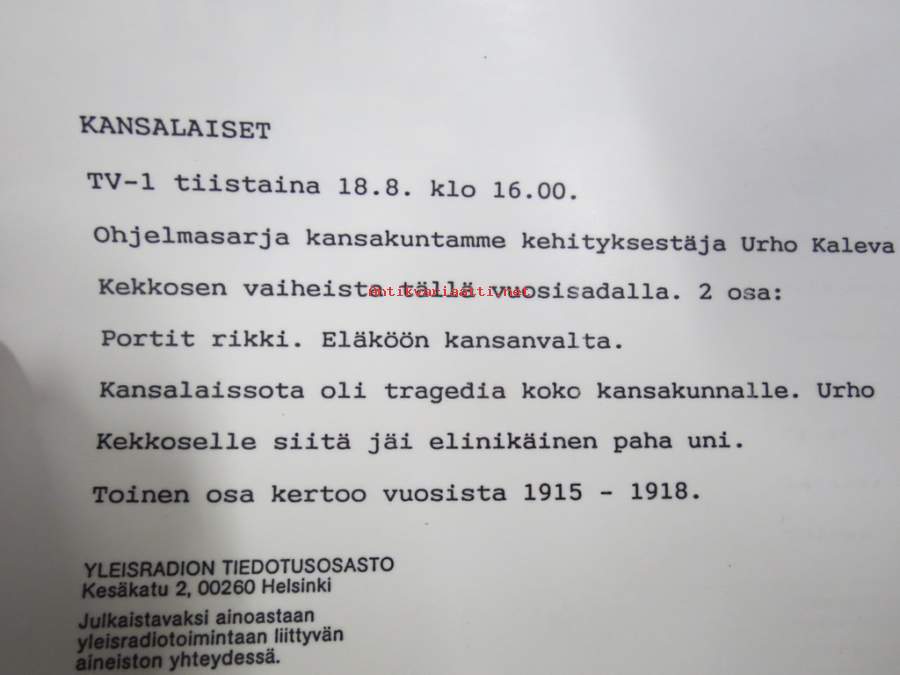 KANSALAISET
TV-1 tiistaina 18.8. klo 16.00.
Ohjelmasarja kansakuntamme kehityksestäja Urho Kaleva
Kekkosen vaiheista tällä vuosisadalla. 2 osa:
antikvariaatti.net
Portit rikki. Eläköön kansanvalta.
Kansalaissota oli tragedia koko kansakunnalle. Urho
Kekkoselle siitä jäi elinikäinen paha uni.
Toinen osa kertoo vuosista 1915 - 1918.
YLEISRADION TIEDOTUSOSASTO
Kesäkatu 2, 00260 Helsinki
Julkaistavaksi ainoastaan
yleisradiotoimintaan liittyvän
aineiston yhteydessä.